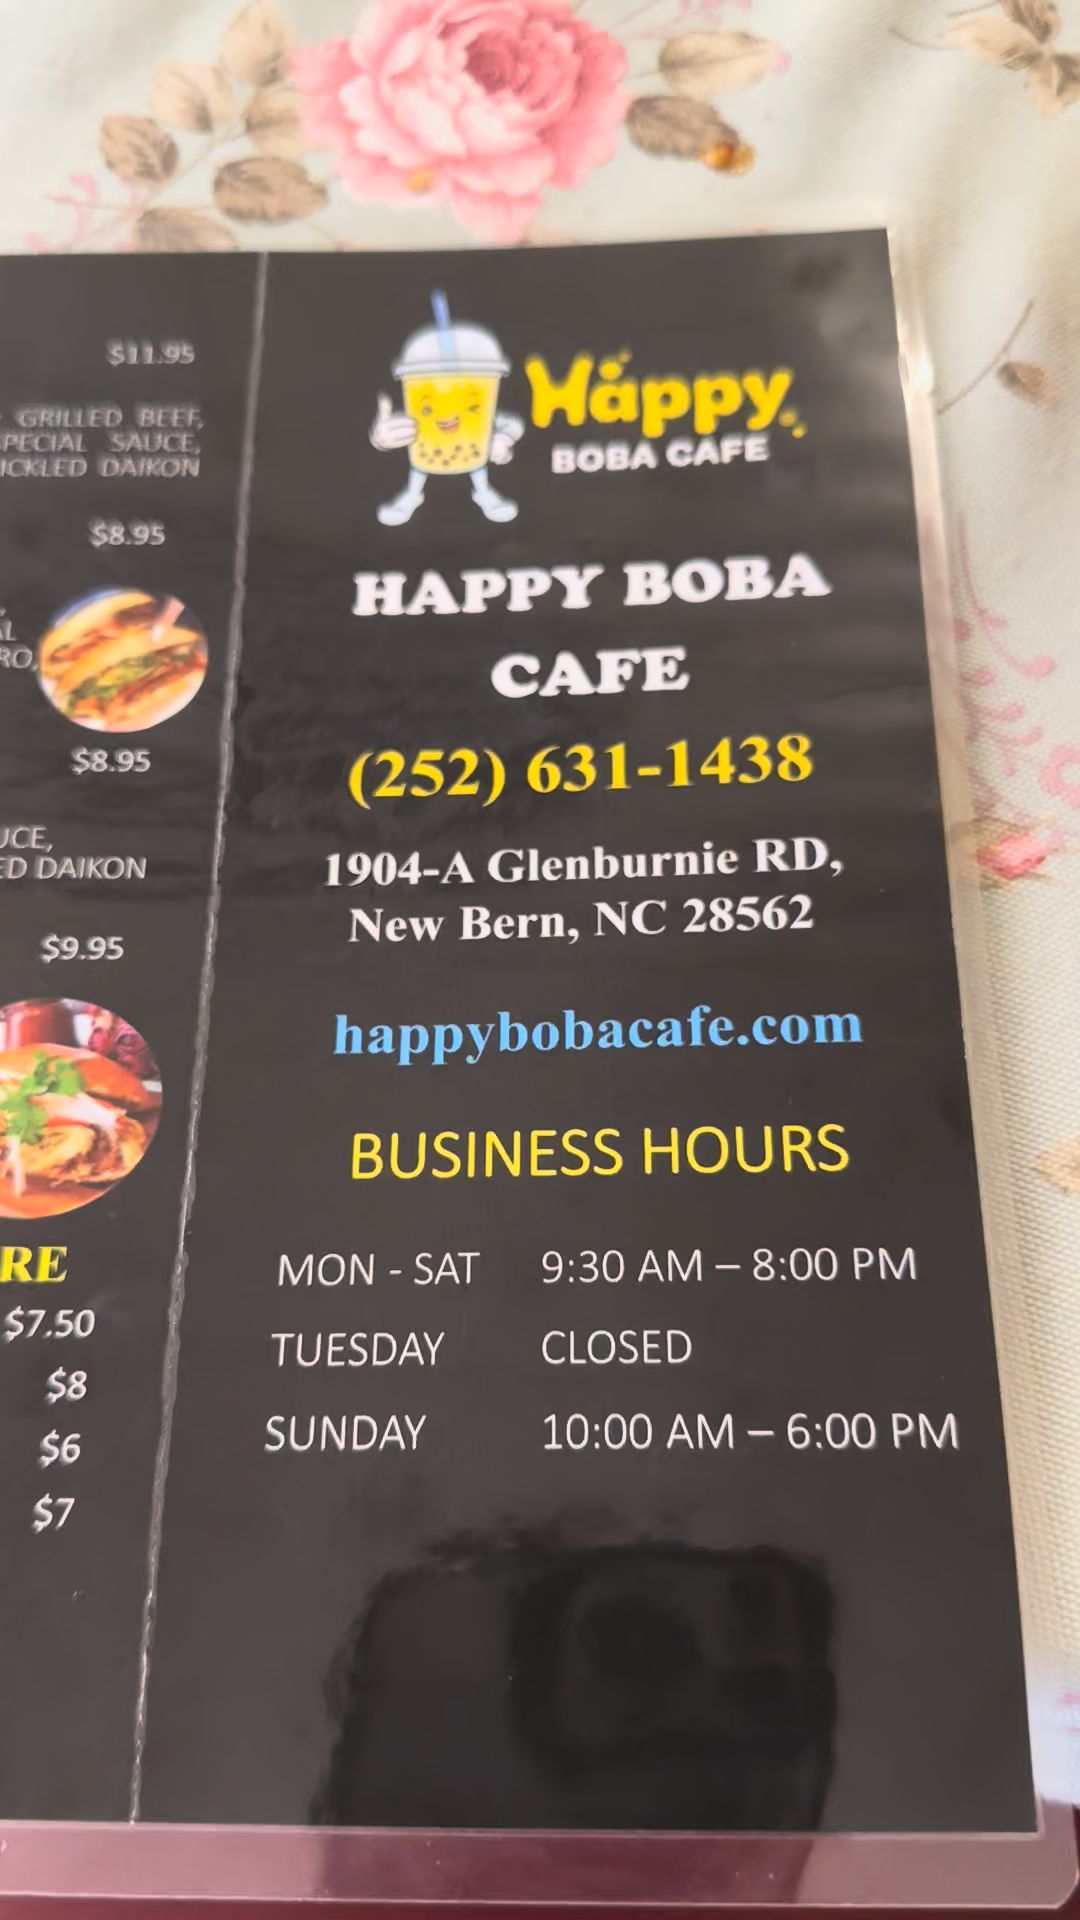 $11.95
GRILLED BEEF,
SPECIAL SAUCE,
PICKLED DAIKON
$8.95
$8.95
DAIKON
$9.95
$7.50
$8
$6
$7
Happy
BOBA CAFE
HAPPY BOBA
CAFE
(252) 631-1438
1904-A Glenburnie RD,
New Bern, NC 28562
happybobacafe.com
BUSINESS HOURS
MON - SAT 9:30 AM – 8:00 PM
TUESDAY CLOSED
SUNDAY 10:00 AM – 6:00 PM